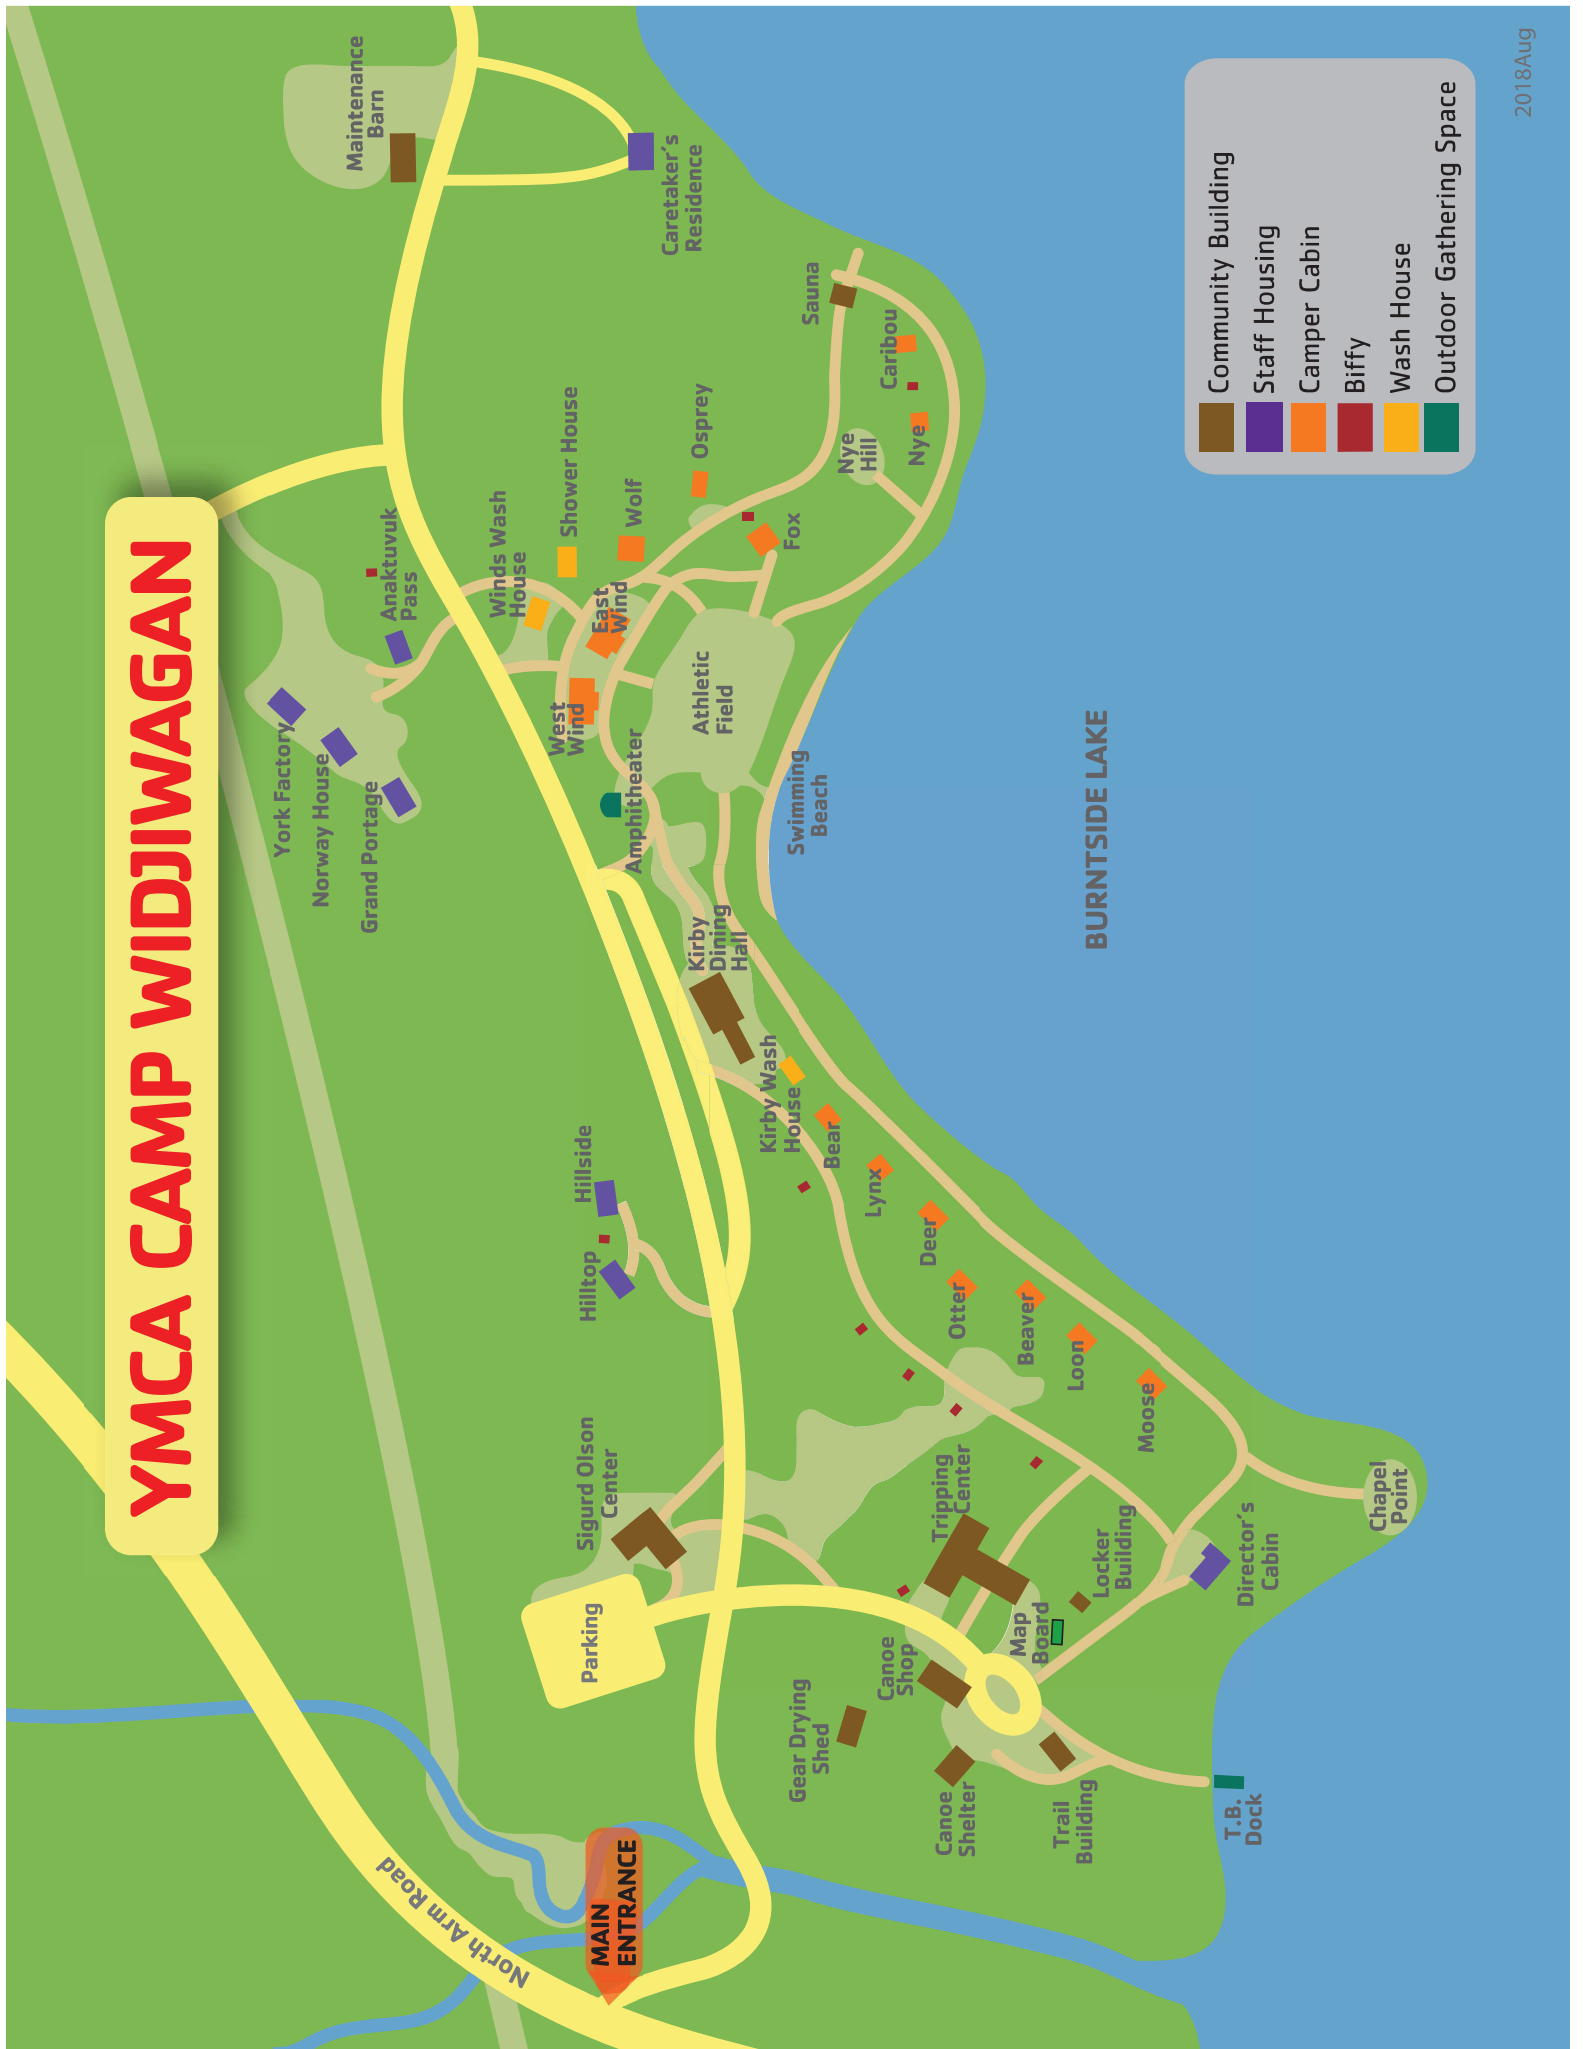 YMCA CAMP WIDJIWAGAN
North Arm Road
MAIN
ENTRANCE
Parking
Sigurd Olson
Center
Hilltop
Hillside
York Factory
Norway House
Grand Portage
Anaktuvuk
Pass
Maintenance
Barn
Caretaker's
Residence
Winds Wash
House
Shower House
Wolf
Osprey
East
Wind
West
Wind
Amphitheater
Athletic
Field
Fox
Sauna
Caribou
Nye
Nye
Hill
Swimming
Beach
Kirby
Dining
Hall
Kirby Wash
House
Bear
Lynx
Deer
Otter
Beaver
Loon
Moose
Tripping
Center
Locker
Building
Map
Board
Canoe
Shop
Gear Drying
Shed
Canoe
Shelter
Trail
Building
T.B.
Dock
Director's
Cabin
Chapel
Point
BURNTSIDE LAKE
Community Building
Staff Housing
Camper Cabin
Biffy
Wash House
Outdoor Gathering Space
2018Aug